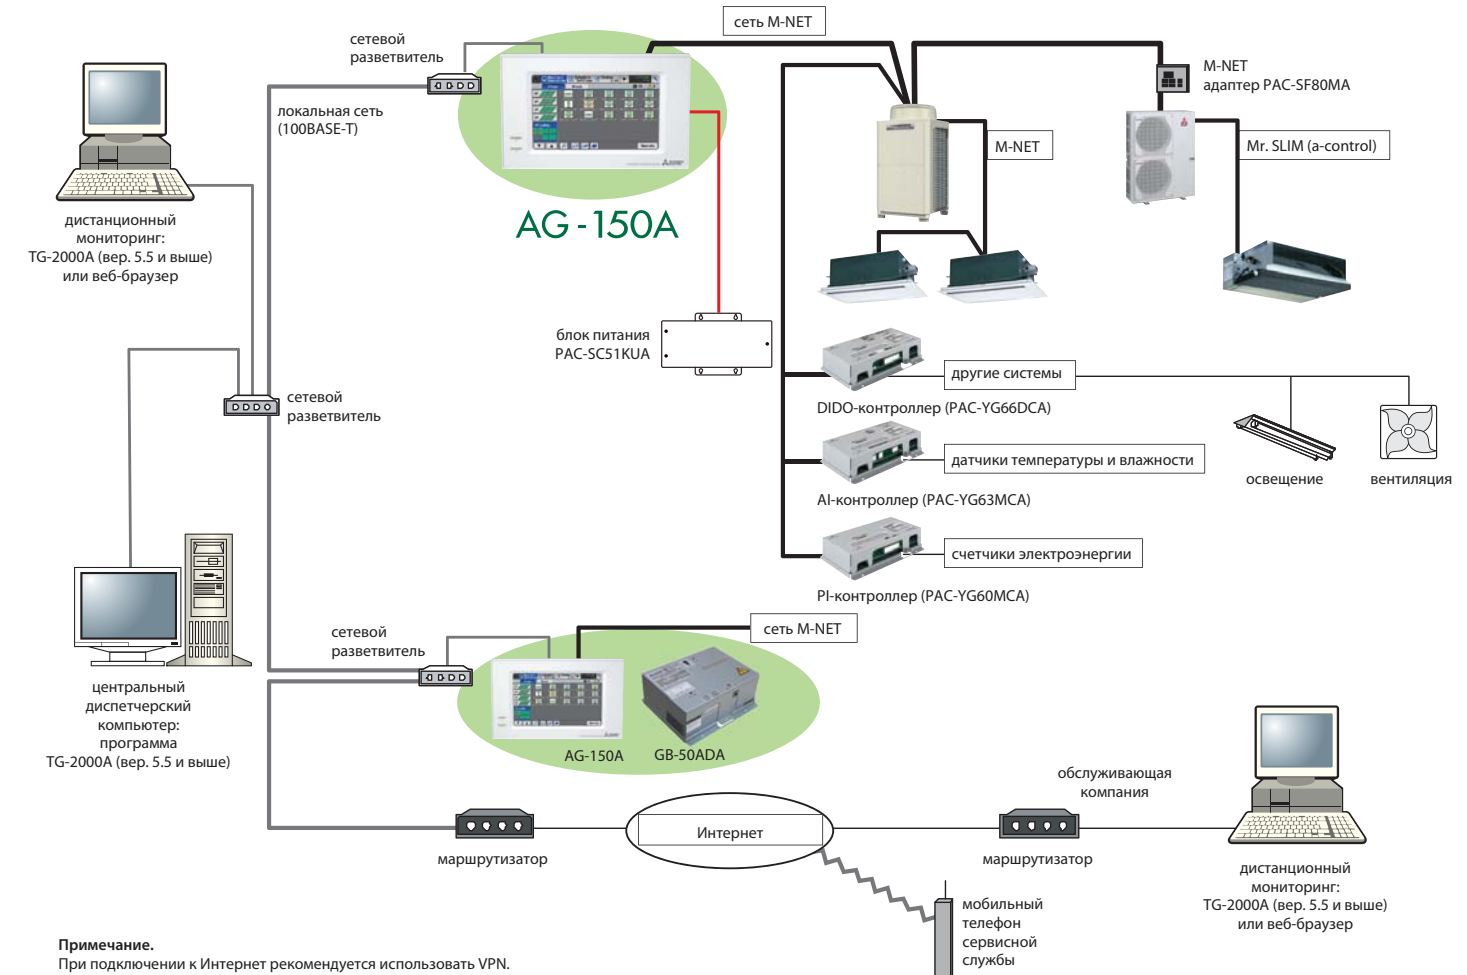 сеть M-NET
сетевой
разветвитель
локальная сеть
(100BASE-T)
M-NET
адаптер PAC-SF80MA
M-NET
Mr. SLIM (a-control)
AG-150A
дистанционный
мониторинг:
TG-2000A (вер. 5.5 и выше)
или веб-браузер
блок питания
PAC-SC51KUA
другие системы
DIDO-контроллер (PAC-YG66DCA)
сетевой
разветвитель
датчики температуры и влажности
AI-контроллер (PAC-YG63MCA)
освещение
вентиляция
счетчики электроэнергии
PI-контроллер (PAC-YG60MCA)
сеть M-NET
сетевой
разветвитель
центральный
диспетчерский
компьютер:
программа
TG-2000A (вер. 5.5 и выше)
AG-150A
GB-50ADA
обслуживающая
компания
Интернет
маршрутизатор
маршрутизатор
дистанционный
мониторинг:
TG-2000A (вер. 5.5 и выше)
или веб-браузер
мобильный
телефон
сервисной
службы
Примечание.
При подключении к Интернет рекомендуется использовать VPN.